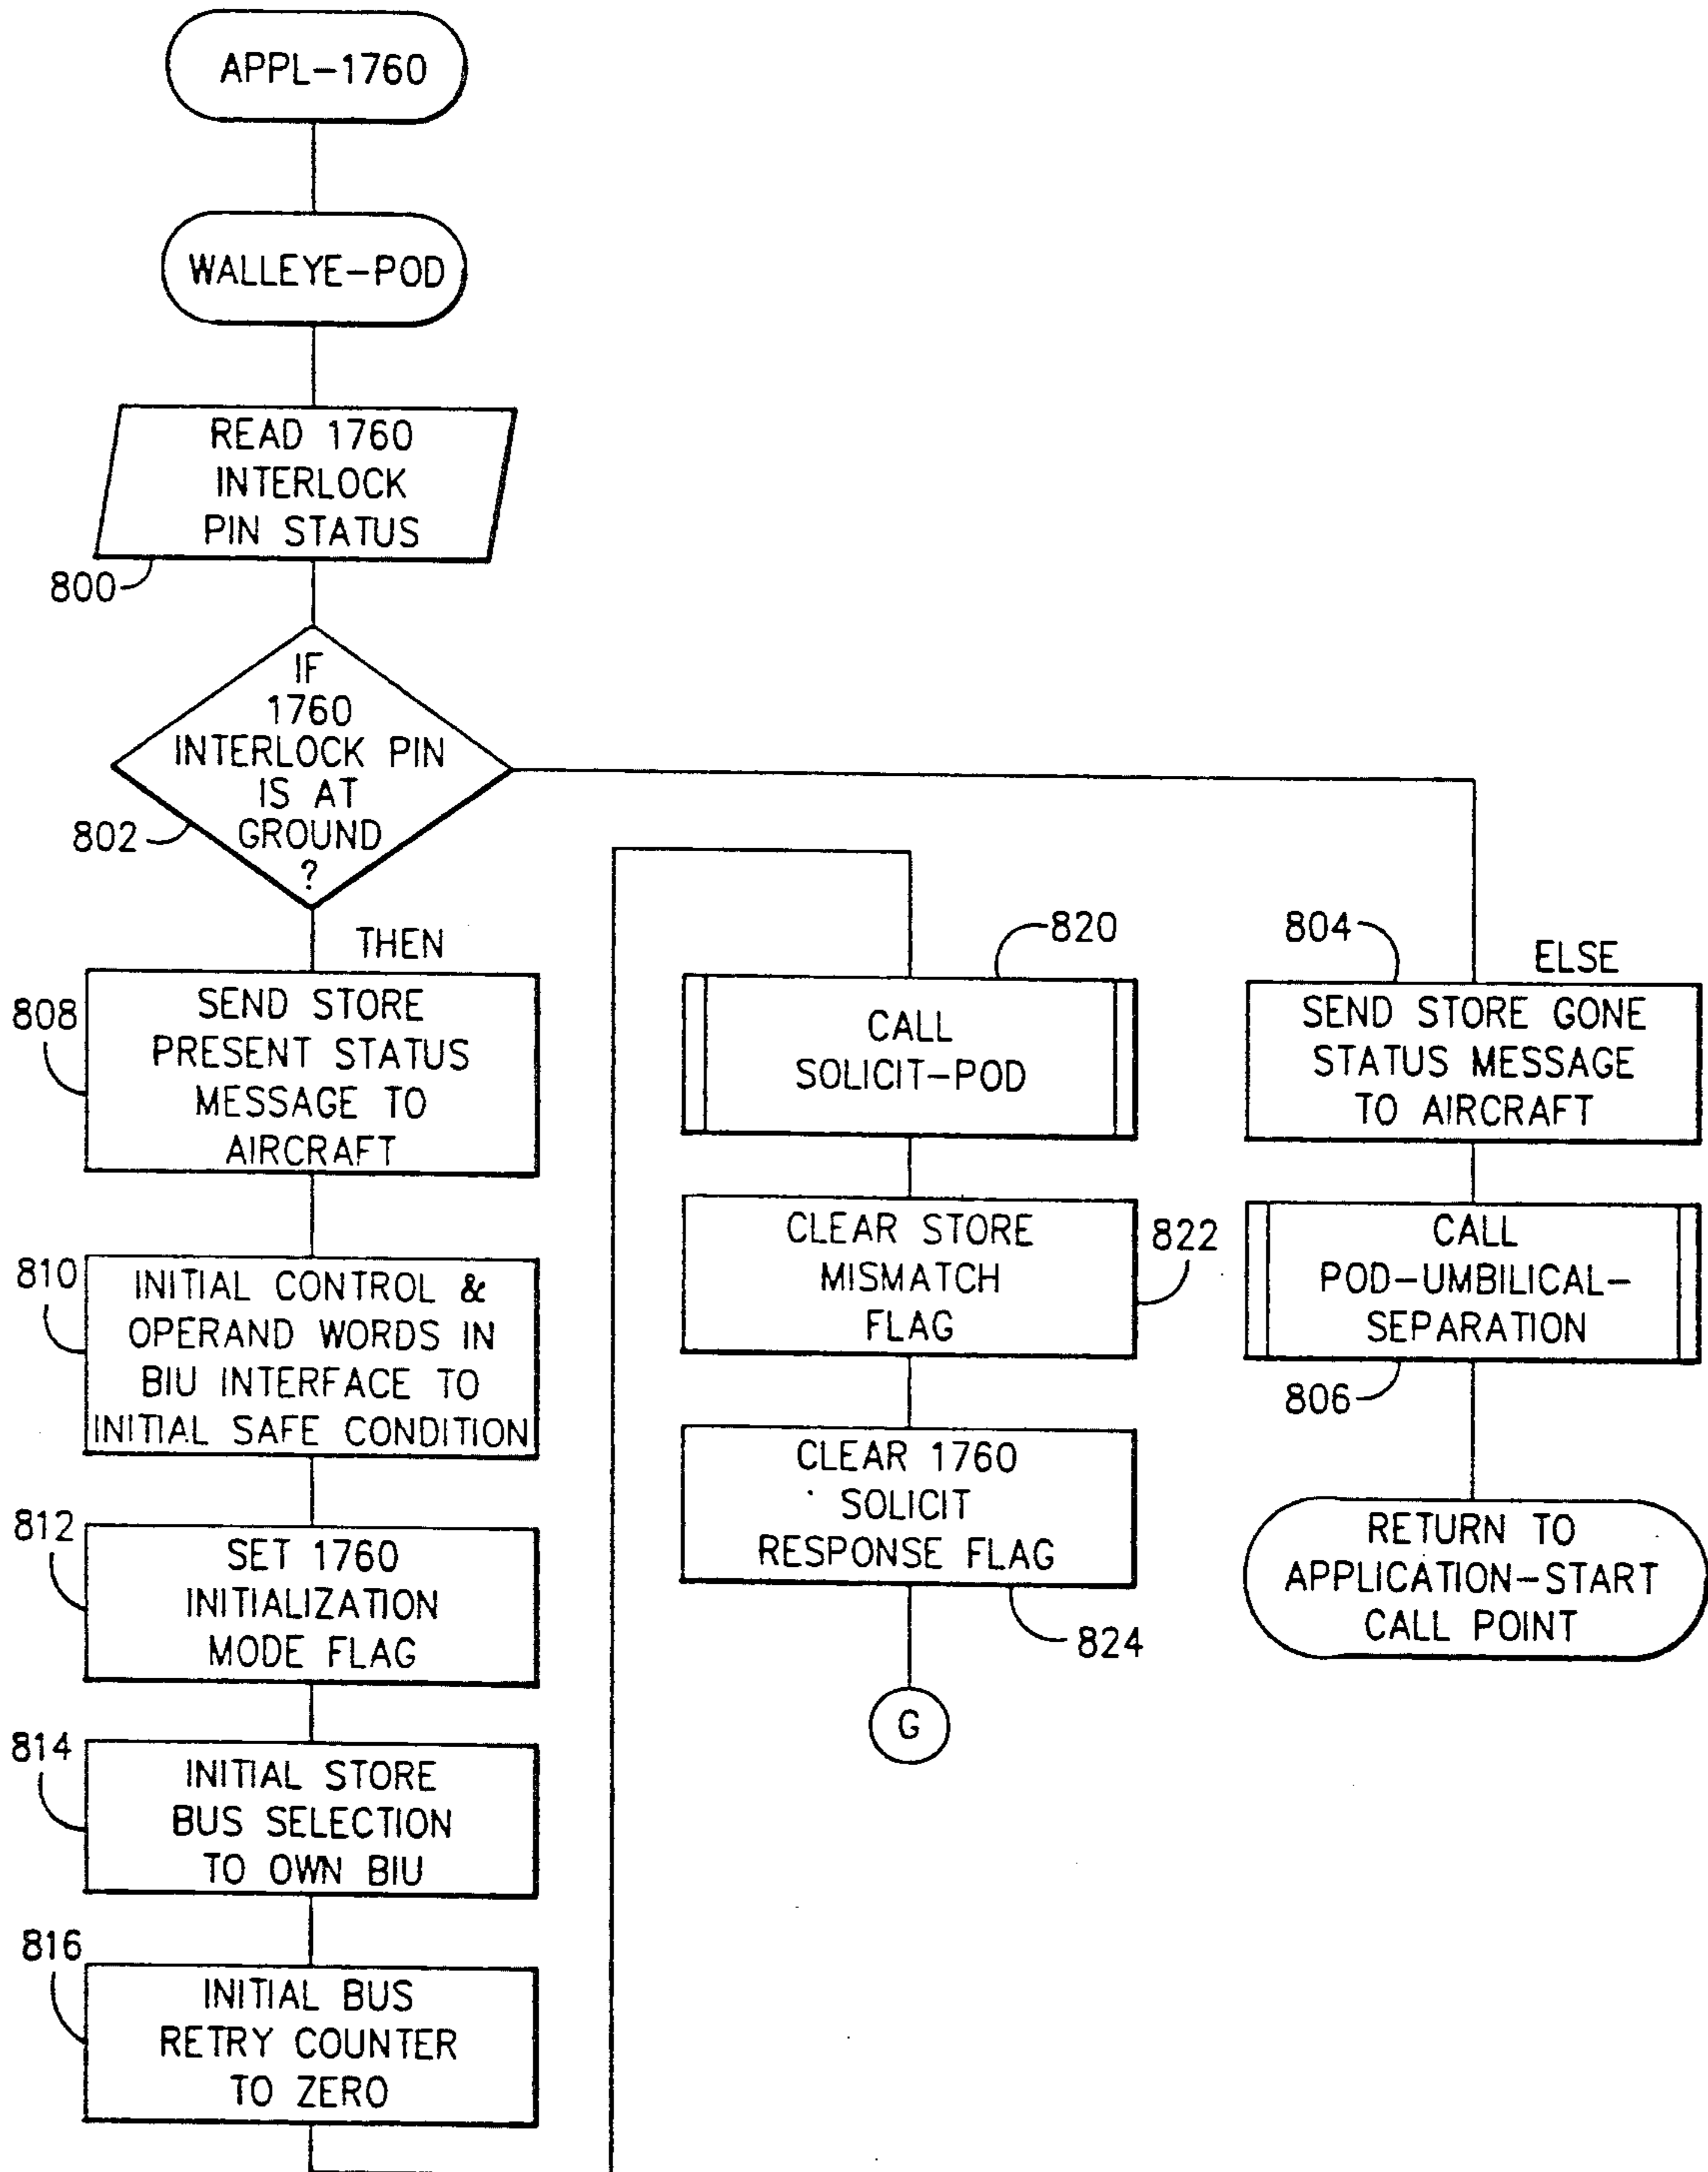 APPL-1760
WALLEYE-POD
READ 1760
INTERLOCK
PIN STATUS
800
IF
1760
INTERLOCK PIN
IS AT
GROUND
?
802
THEN
808
SEND STORE
PRESENT STATUS
MESSAGE TO
AIRCRAFT
810
INITIAL CONTROL &
OPERAND WORDS IN
BIU INTERFACE TO
INITIAL SAFE CONDITION
812
SET 1760
INITIALIZATION
MODE FLAG
814
INITIAL STORE
BUS SELECTION
TO OWN BIU
816
INITIAL BUS
RETRY COUNTER
TO ZERO
820
CALL
SOLICIT-POD
CLEAR STORE
MISMATCH
FLAG
822
CLEAR 1760
SOLICIT
RESPONSE FLAG
824
G
804
ELSE
SEND STORE GONE
STATUS MESSAGE
TO AIRCRAFT
CALL
POD-UMBILICAL-
SEPARATION
806
RETURN TO
APPLICATION-START
CALL POINT